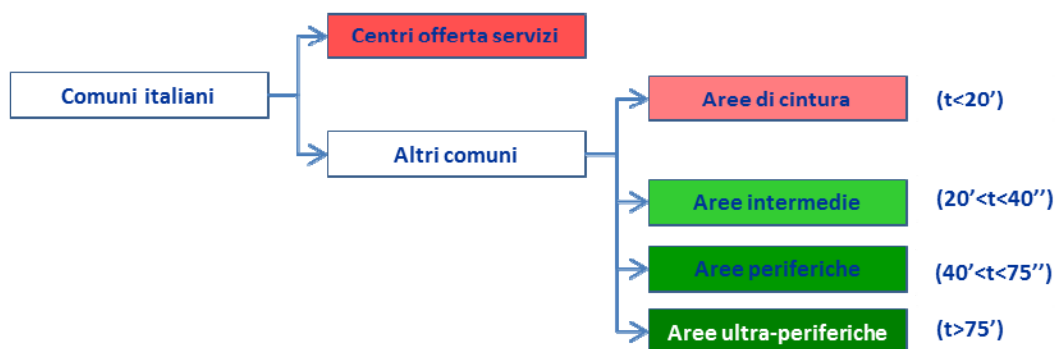 Centri offerta servizi
Comuni italiani
Aree di cintura (t<20')
Altri comuni
Aree intermedie (20'<t<40'')
Aree periferiche (40'<t<75'')
Aree ultra-periferiche (t>75')